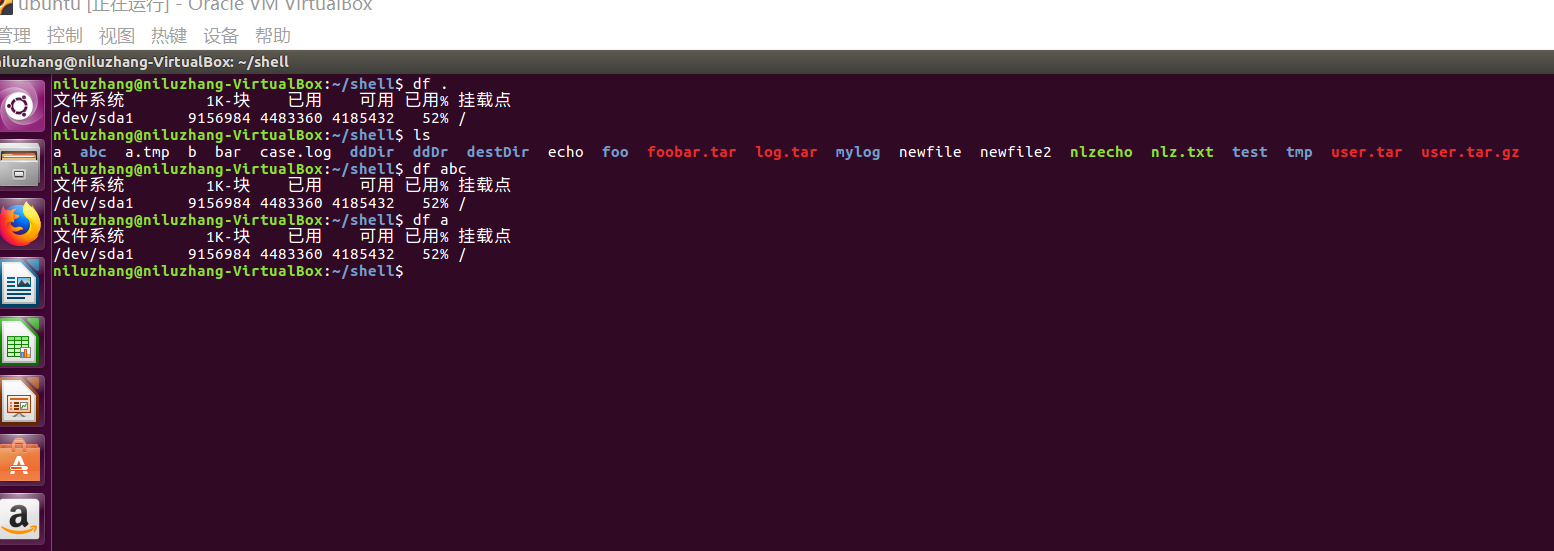 ubuntu [正在运行] - Oracle VM VirtualBox
管理 控制 视图 热键 设备 帮助
niluzhang@niluzhang-VirtualBox: ~/shell
niluzhang@niluzhang-VirtualBox:~/shell$ df .
文件系统 1K-块 已用 可用 已用% 挂载点
/dev/sda1 9156984 4483360 4185432 52% /
niluzhang@niluzhang-VirtualBox:~/shell$ ls
a abc a.tmp b bar case.log ddDir ddDr destDir echo foo foobar.tar log.tar mylog newfile newfile2 nlzecho nlz.txt test tmp user.tar user.tar.gz
niluzhang@niluzhang-VirtualBox:~/shell$ df abc
文件系统 1K-块 已用 可用 已用% 挂载点
/dev/sda1 9156984 4483360 4185432 52% /
niluzhang@niluzhang-VirtualBox:~/shell$ df a
文件系统 1K-块 已用 可用 已用% 挂载点
/dev/sda1 9156984 4483360 4185432 52% /
niluzhang@niluzhang-VirtualBox:~/shell$